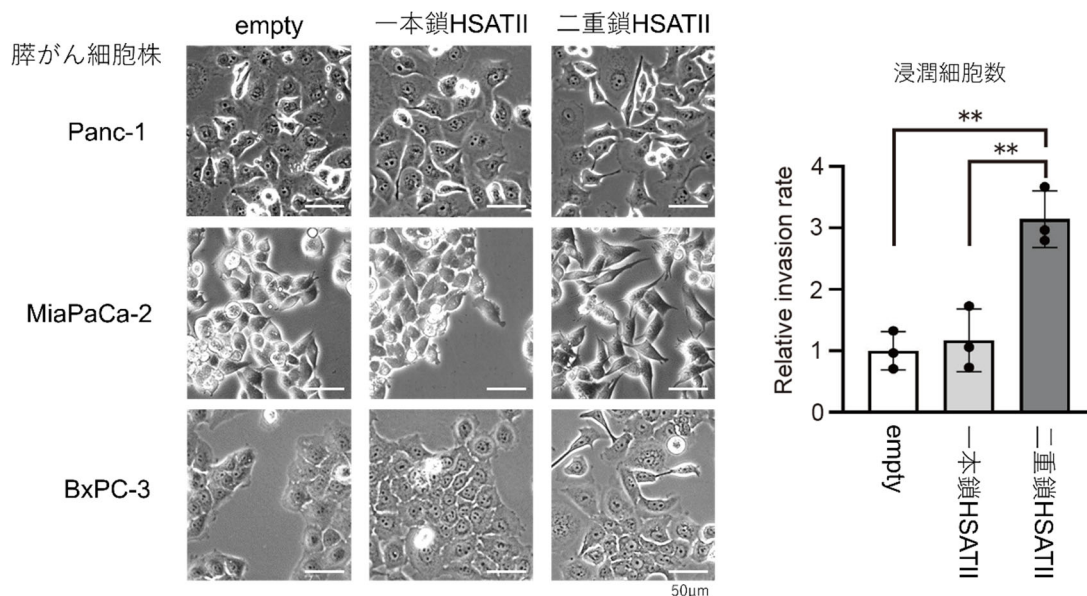 empty
一本鎖HSATII
二重鎖HSATII
膵がん細胞株
Panc-1
MiaPaCa-2
BxPC-3
50μm
浸潤細胞数
**
**
Relative invasion rate
4
3
2
1
0
empty
一本鎖HSATII
二重鎖HSATII